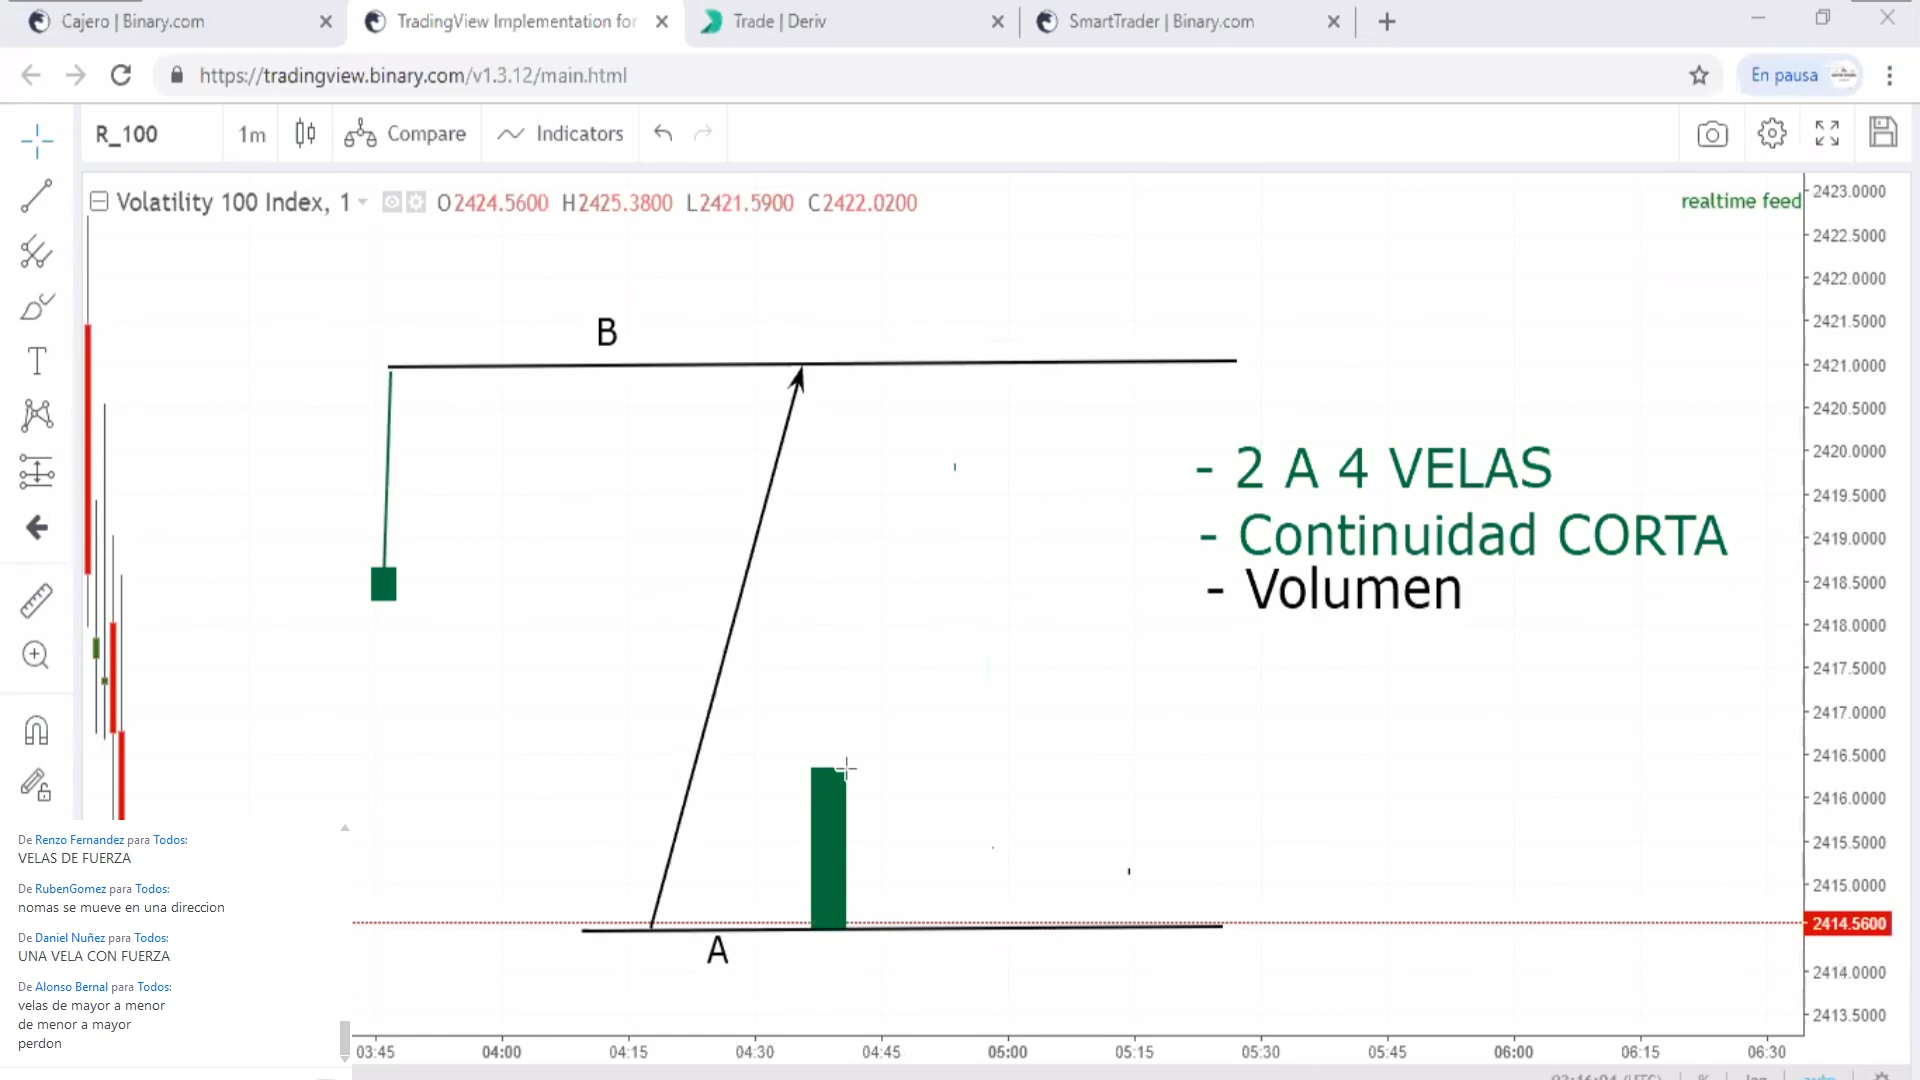 Cajero | Binary.com
TradingView Implementation for
Trade | Deriv
SmartTrader | Binary.com
https://tradingview.binary.com/v1.3.12/main.html
En pausa
R_100
1m
Compare
Indicators
Volatility 100 Index, 1
O2424.5600 H2425.3800 L2421.5900 C2422.0200
realtime feed
B
- 2 A 4 VELAS
- Continuidad CORTA
- Volumen
A
2423.0000
2422.5000
2422.0000
2421.5000
2421.0000
2420.5000
2420.0000
2419.5000
2419.0000
2418.5000
2418.0000
2417.5000
2417.0000
2416.5000
2416.0000
2415.5000
2415.0000
2414.5600
2414.0000
2413.5000
De Renzo Fernandez para Todos:
VELAS DE FUERZA
De RubenGomez para Todos:
nomas se mueve en una direccion
De Daniel Nuñez para Todos:
UNA VELA CON FUERZA
De Alonso Bernal para Todos:
velas de mayor a menor
de menor a mayor
perdon
03:45 04:00 04:15 04:30 04:45 05:00 05:15 05:30 05:45 06:00 06:15 06:30